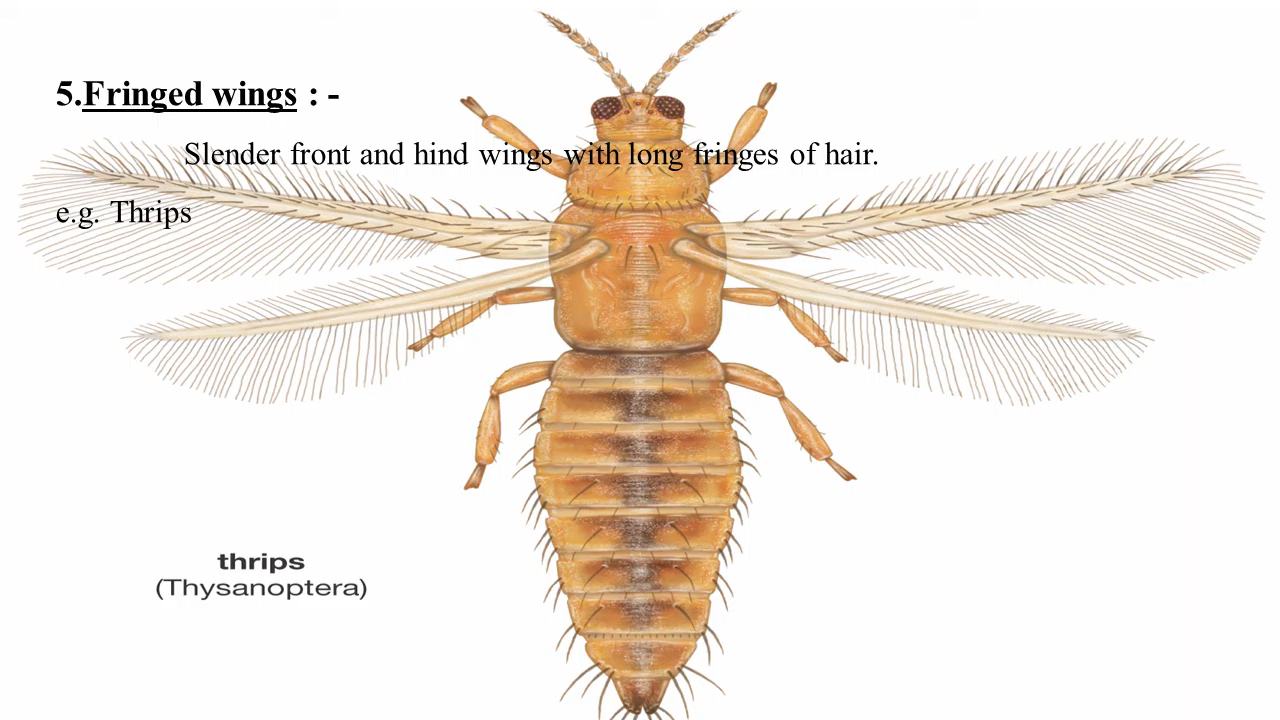 5.Fringed wings : -
Slender front and hind wings with long fringes of hair.
e.g. Thrips
thrips
(Thysanoptera)